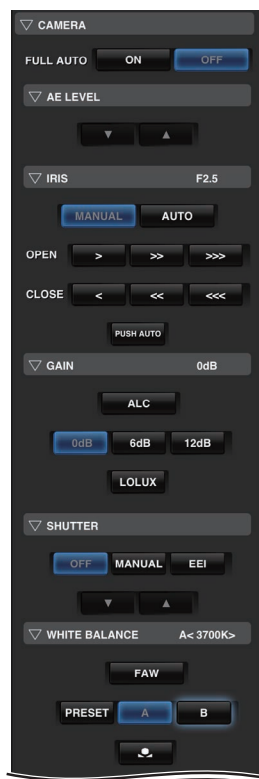 ▽ CAMERA
FULL AUTO ON OFF
▽ AE LEVEL
▼ ▲
▽ IRIS F2.5
MANUAL AUTO
OPEN > >> >>>
CLOSE < << <<<
PUSH AUTO
▽ GAIN 0dB
ALC
0dB 6dB 12dB
LOLUX
▽ SHUTTER
OFF MANUAL EEI
▼ ▲
▽ WHITE BALANCE A< 3700K>
FAW
PRESET A B